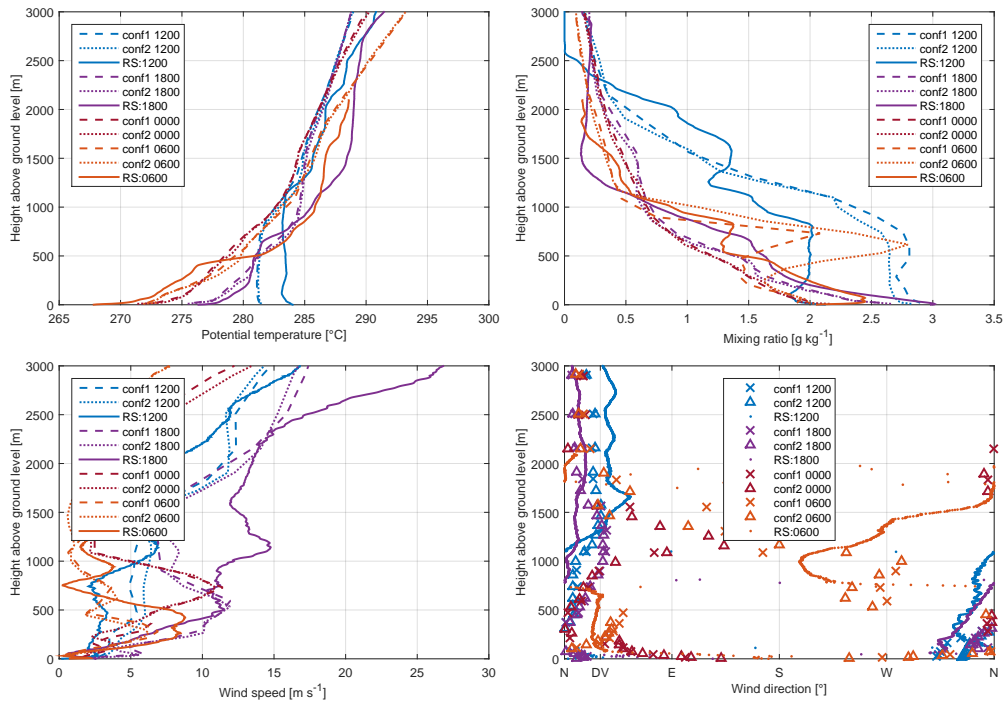 3000
2500
2000
1500
1000
500
0
Height above ground level [m]
265
270
275
280
285
290
295
300
Potential temperature [°C]
conf1 1200
conf2 1200
RS:1200
conf1 1800
conf2 1800
RS:1800
conf1 0000
conf2 0000
conf1 0600
conf2 0600
RS:0600
3000
2500
2000
1500
1000
500
0
Height above ground level [m]
0
0.5
1
1.5
2
2.5
3
3.5
Mixing ratio [g kg-1]
conf1 1200
conf2 1200
RS:1200
conf1 1800
conf2 1800
RS:1800
conf1 0000
conf2 0000
conf1 0600
conf2 0600
RS:0600
3000
2500
2000
1500
1000
500
0
Height above ground level [m]
0
5
10
15
20
25
30
Wind speed [m s-1]
conf1 1200
conf2 1200
RS:1200
conf1 1800
conf2 1800
RS:1800
conf1 0000
conf2 0000
conf1 0600
conf2 0600
RS:0600
3000
2500
2000
1500
1000
500
0
Height above ground level [m]
N
DV
E
S
W
N
Wind direction [°]
conf1 1200
conf2 1200
RS:1200
conf1 1800
conf2 1800
RS:1800
conf1 0000
conf2 0000
conf1 0600
conf2 0600
RS:0600